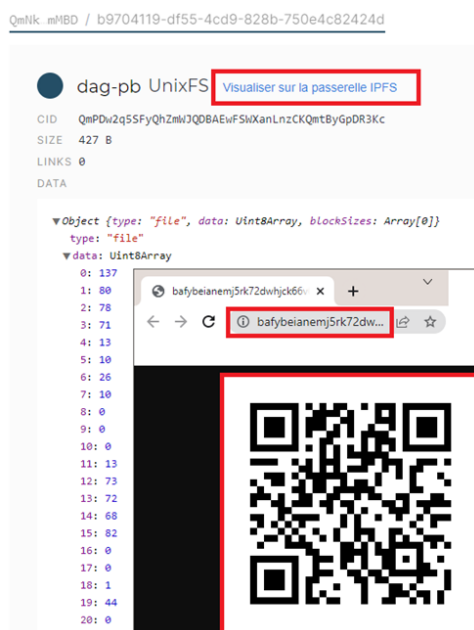 QmNk…mMBD / b9704119-df55-4cd9-828b-750e4c82424d
dag-pb UnixFS Visualiser sur la passerelle IPFS
CID QmPDw2q5SFyQhZmWJQDBAEwFSWXanLnzCKQmtByGpDR3Kc
SIZE 427 B
LINKS 0
DATA
▼Object {type: "file", data: Uint8Array, blockSizes: Array[0]}
type: "file"
▼data: Uint8Array
0: 137
1: 80
2: 78
3: 71
4: 13
5: 10
6: 26
7: 10
8: 0
9: 0
10: 0
11: 13
12: 73
13: 72
14: 68
15: 82
16: 0
17: 0
18: 1
19: 44
20: 0
bafybeianemj5rk72dwhjck66v
bafybeianemj5rk72dw...